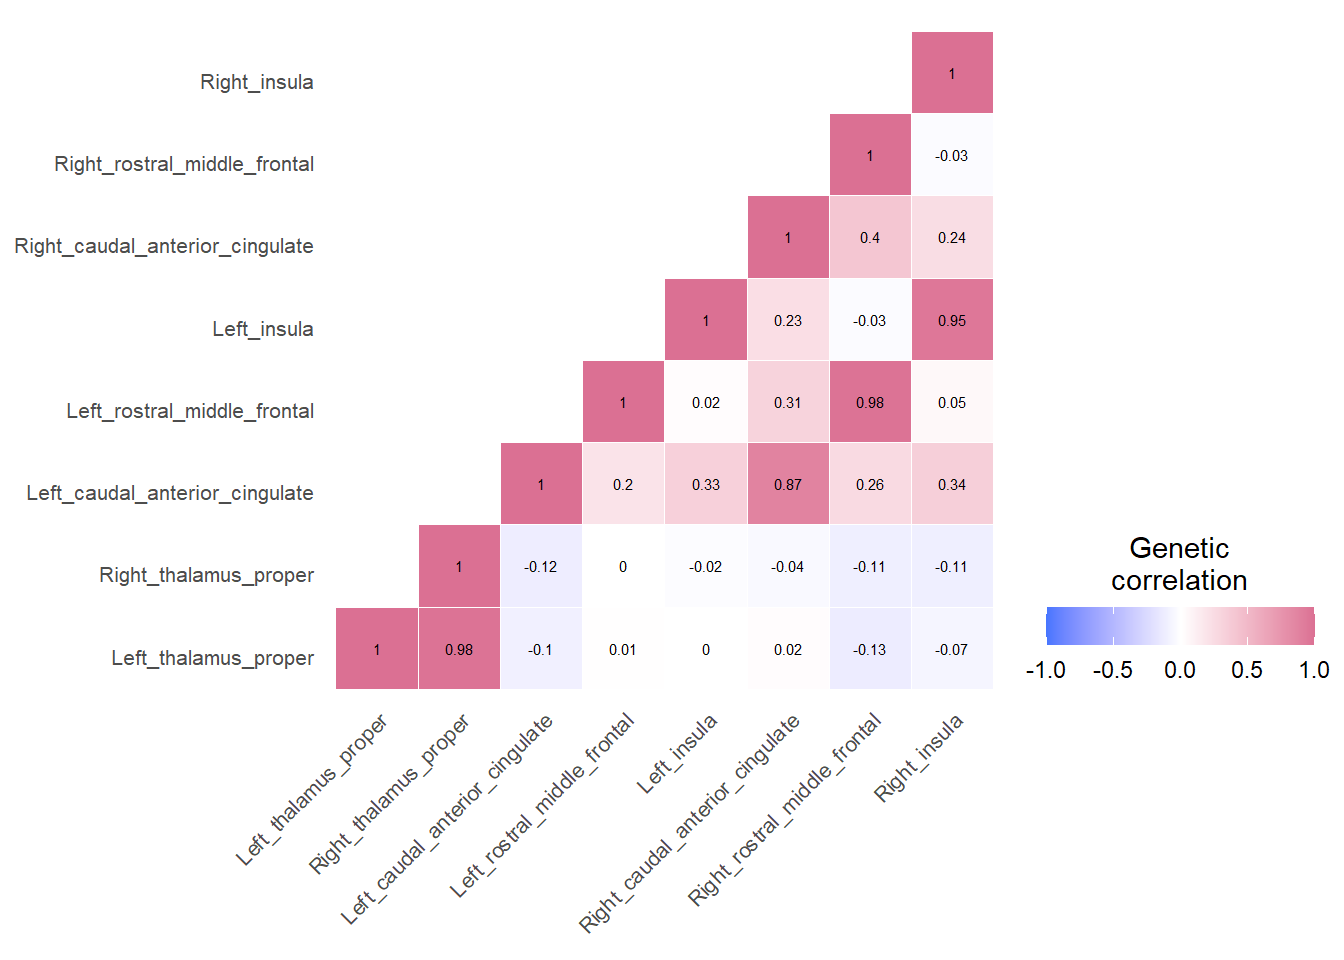 Right_insula
1
Right_rostral_middle_frontal
1 -0.03
Right_caudal_anterior_cingulate
1 0.4 0.24
Left_insula
1 0.23 -0.03 0.95
Left_rostral_middle_frontal
1 0.02 0.31 0.98 0.05
Left_caudal_anterior_cingulate
1 0.2 0.33 0.87 0.26 0.34
Right_thalamus_proper
1 -0.12 0 -0.02 -0.04 -0.11 -0.11
Left_thalamus_proper
1 0.98 -0.1 0.01 0 0.02 -0.13 -0.07
Left_thalamus_proper
Right_thalamus_proper
Left_caudal_anterior_cingulate
Left_rostral_middle_frontal
Left_insula
Right_caudal_anterior_cingulate
Right_rostral_middle_frontal
Right_insula
Genetic
correlation
-1.0 -0.5 0.0 0.5 1.0